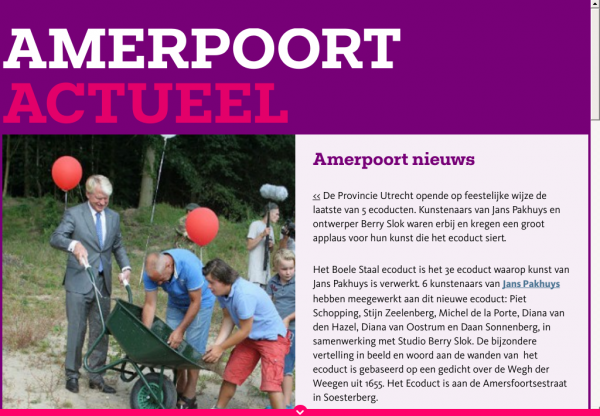 AMERPOORT
ACTUEEL
Amerpoort nieuws
<< De Provincie Utrecht opende op feestelijke wijze de
laatste van 5 ecoducten. Kunstenaars van Jans Pakhuys en
ontwerper Berry Slok waren erbij en kregen een groot
applaus voor hun kunst die het ecoduct siert.
Het Boele Staal ecoduct is het 3e ecoduct waarop kunst van
Jans Pakhuys is verwerkt. 6 kunstenaars van Jans Pakhuys
hebben meegewerkt aan dit nieuwe ecoduct: Piet
Schopping, Stijn Zeelenberg, Michel de la Porte, Diana van
den Hazel, Diana van Oostrum en Daan Sonnenberg, in
samenwerking met Studio Berry Slok. De bijzondere
vertelling in beeld en woord aan de wanden van het
ecoduct is gebaseerd op een gedicht over de Wegh der
Weegen uit 1655. Het Ecoduct is aan de Amersfoortsestraat
in Soesterberg.